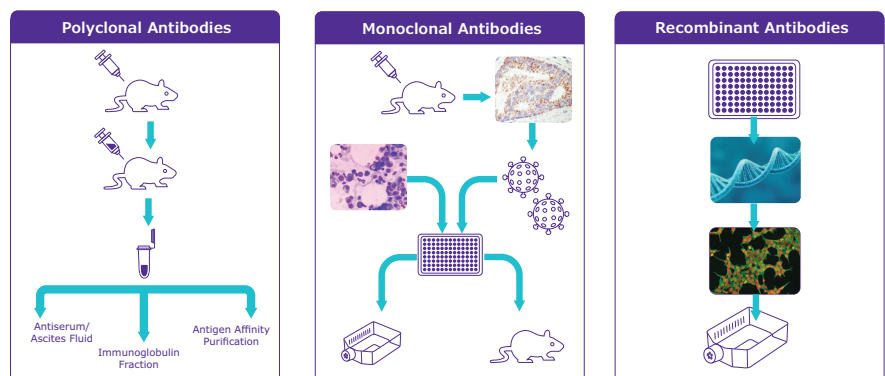 Polyclonal Antibodies
Monoclonal Antibodies
Recombinant Antibodies
Antiserum/
Ascites Fluid
Immunoglobulin
Fraction
Antigen Affinity
Purification